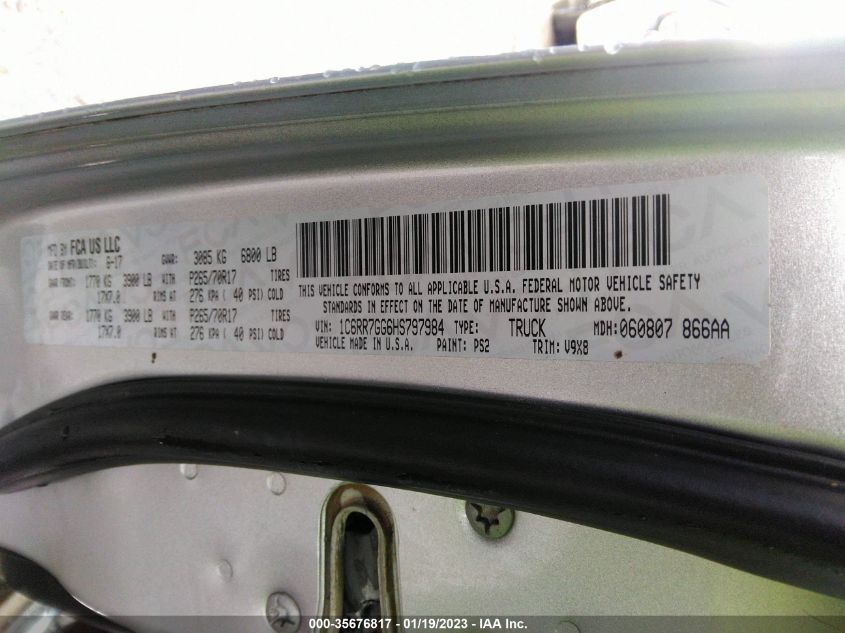 MFD BY FCA US LLC
DATE OF MFR/BUILT: 6-17 GVWR: 3085 KG 6800 LB
GAWR FRONT: 1770 KG 3900 LB WITH P265/70R17 TIRES
17X7.0 RIMS AT 276 KPA ( 40 PSI) COLD
GAWR REAR: 1770 KG 3900 LB WITH P265/70R17 TIRES
17X7.0 RIMS AT 276 KPA ( 40 PSI) COLD
THIS VEHICLE CONFORMS TO ALL APPLICABLE U.S.A. FEDERAL MOTOR VEHICLE SAFETY
STANDARDS IN EFFECT ON THE DATE OF MANUFACTURE SHOWN ABOVE.
VIN: 1C6RR7GG6HS797984 TYPE: TRUCK MDH:060807 866AA
VEHICLE MADE IN U.S.A. PAINT: PS2 TRIM: V9X8
000-35676817 - 01/19/2023 - IAA Inc.